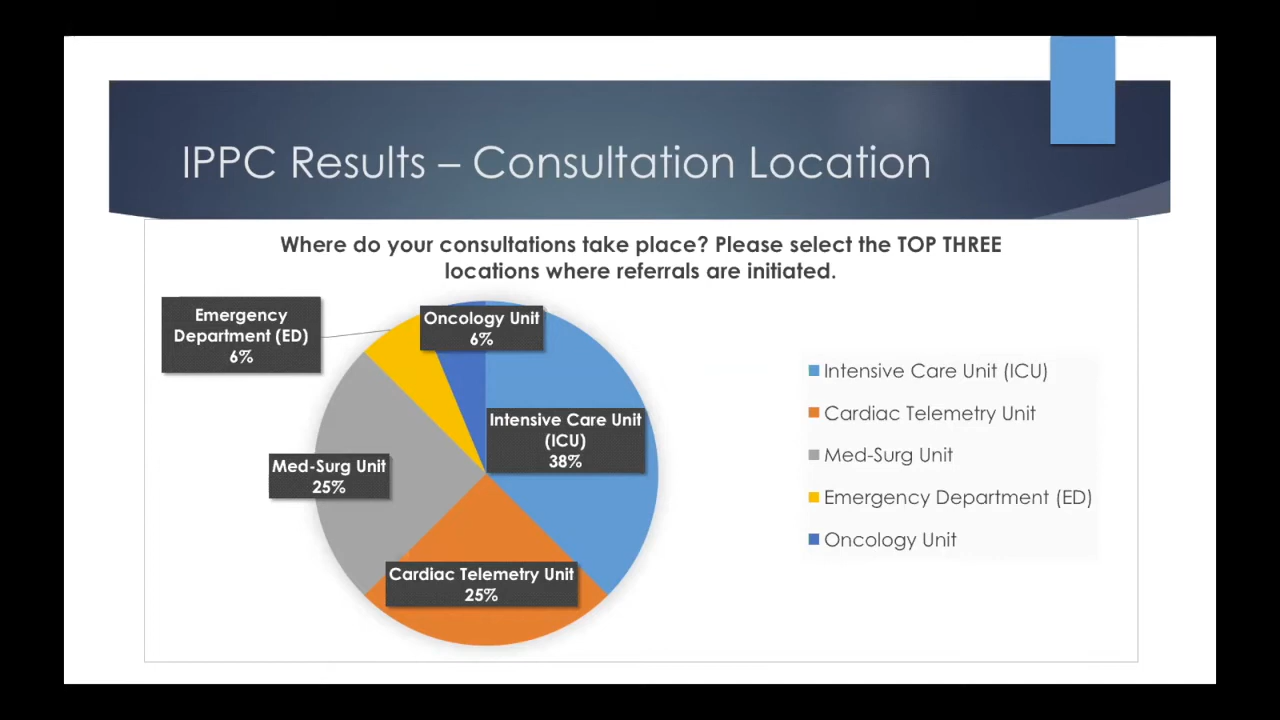 IPPC Results – Consultation Location
Where do your consultations take place? Please select the TOP THREE
locations where referrals are initiated.
Emergency
Department (ED)
6%
Oncology Unit
6%
Intensive Care Unit
(ICU)
38%
Med-Surg Unit
25%
Cardiac Telemetry Unit
25%
Intensive Care Unit (ICU)
Cardiac Telemetry Unit
Med-Surg Unit
Emergency Department (ED)
Oncology Unit